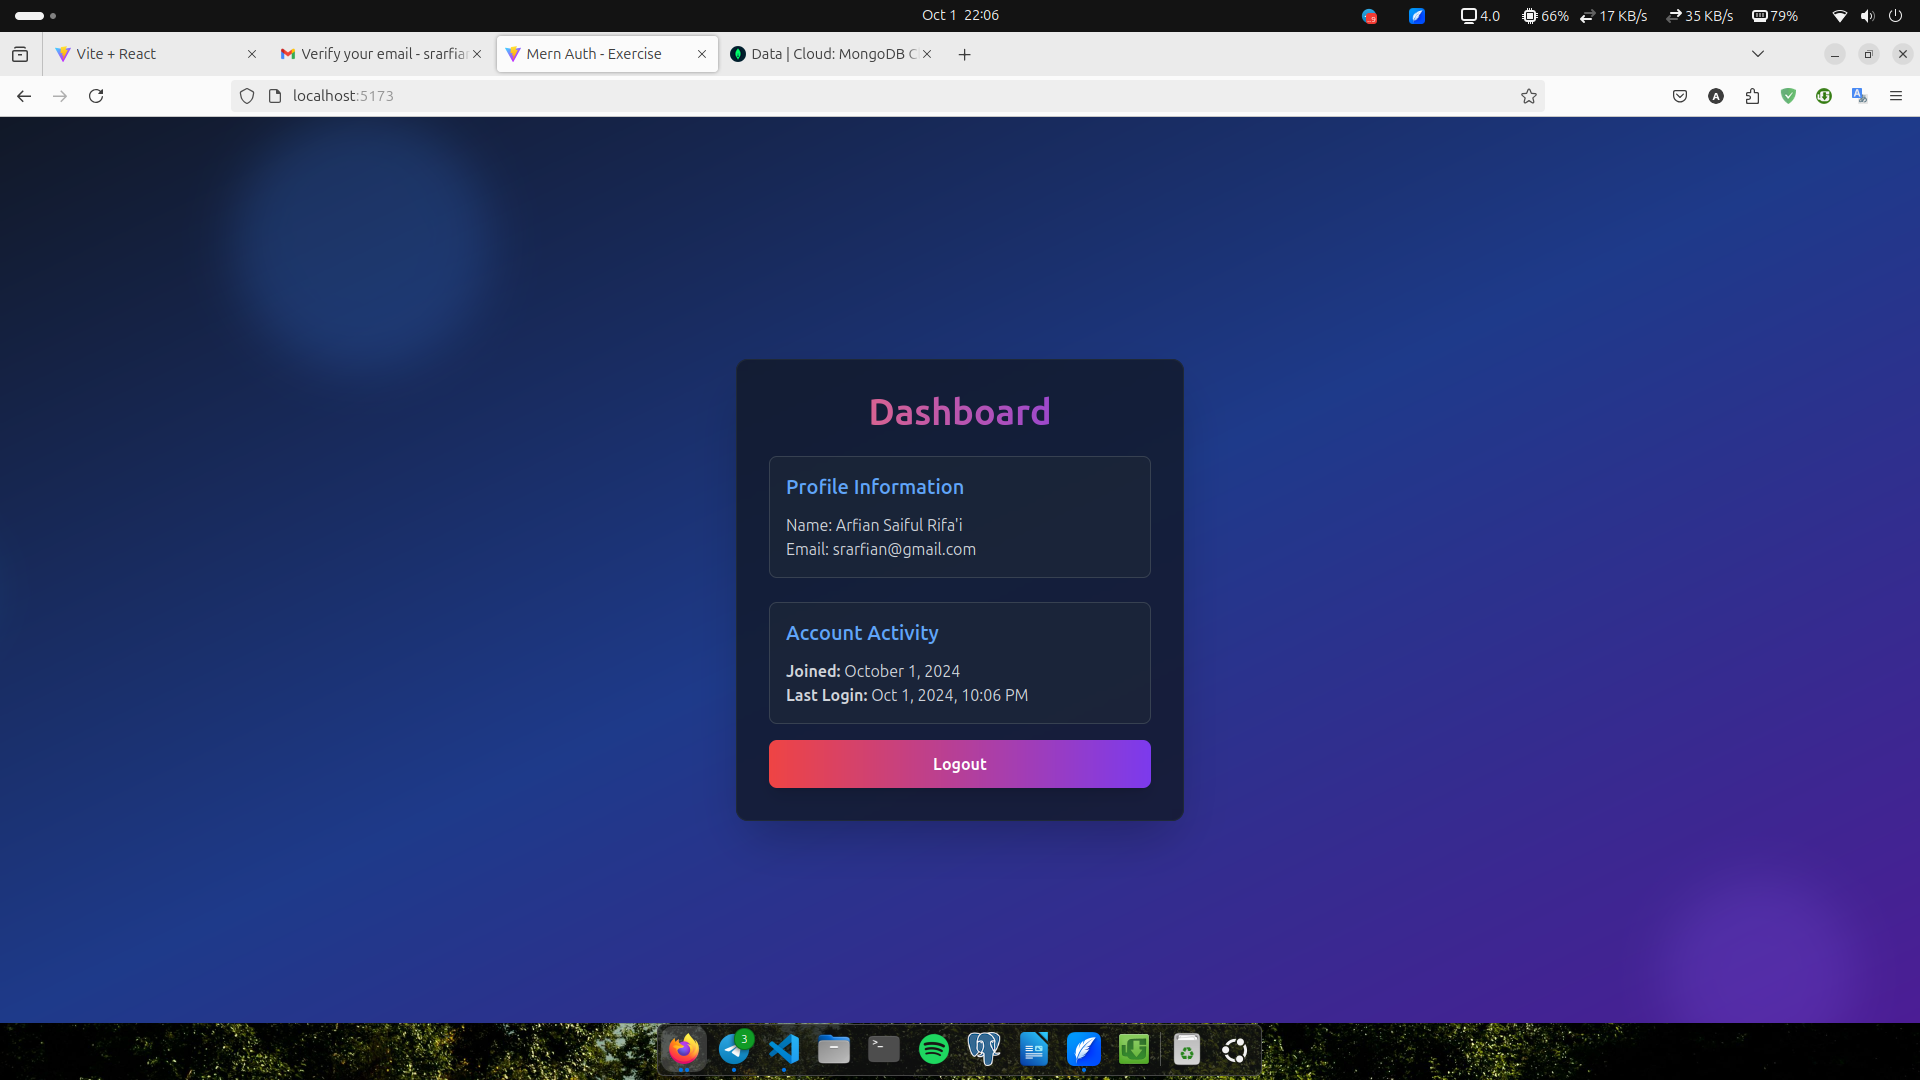 Oct 1 22:06
4.0
66%
17 KB/s
35 KB/s
79%
Vite + React
Verify your email - srarfian
Mern Auth - Exercise
Data | Cloud: MongoDB C
localhost:5173
Dashboard
Profile Information
Name: Arfian Saiful Rifa'i
Email: srarfian@gmail.com
Account Activity
Joined: October 1, 2024
Last Login: Oct 1, 2024, 10:06 PM
Logout
3